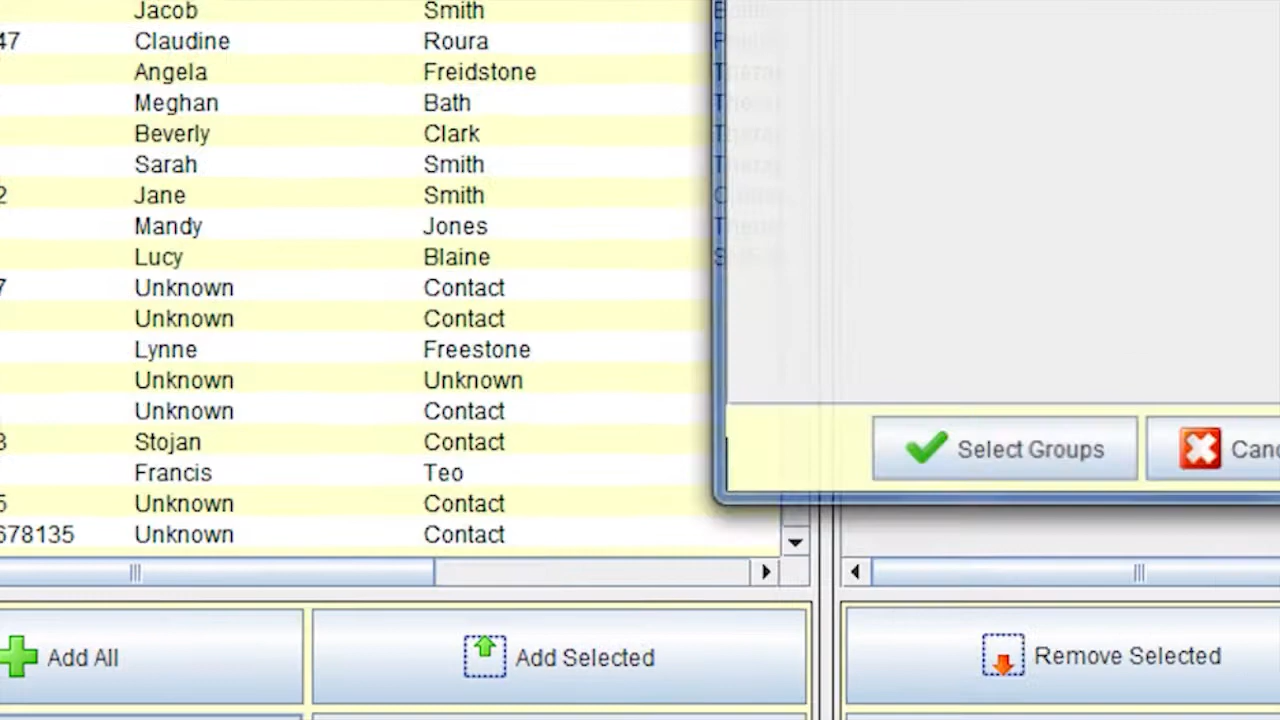 Jacob Smith
47 Claudine Roura
Angela Freidstone
Meghan Bath
Beverly Clark
Sarah Smith
2 Jane Smith
Mandy Jones
Lucy Blaine
7 Unknown Contact
Unknown Contact
Lynne Freestone
Unknown Unknown
Unknown Contact
3 Stojan Contact
Francis Teo
5 Unknown Contact
678135 Unknown Contact
Select Groups
Canc
Add All
Add Selected
Remove Selected